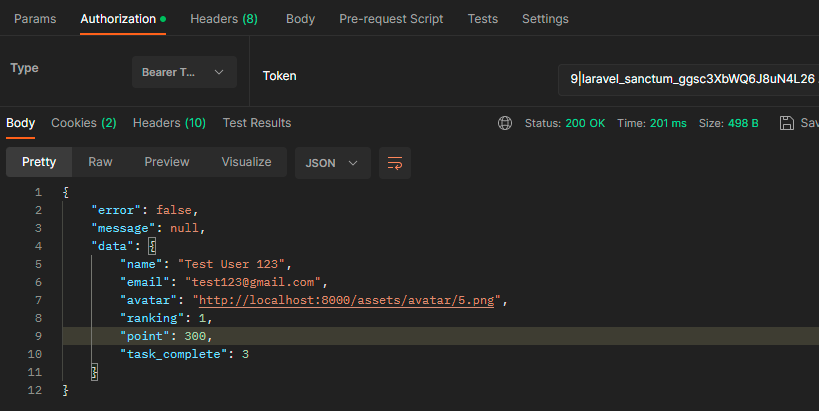 Params Authorization Headers (8) Body Pre-request Script Tests Settings
Type Bearer T... Token 9|laravel_sanctum_ggsc3XbWQ6J8uN4L26
Body Cookies (2) Headers (10) Test Results Status: 200 OK Time: 201 ms Size: 498 B Sav
Pretty Raw Preview Visualize JSON
1 {
2 "error": false,
3 "message": null,
4 "data": {
5 "name": "Test User 123",
6 "email": "test123@gmail.com",
7 "avatar": "http://localhost:8000/assets/avatar/5.png",
8 "ranking": 1,
9 "point": 300,
10 "task_complete": 3
11 }
12 }